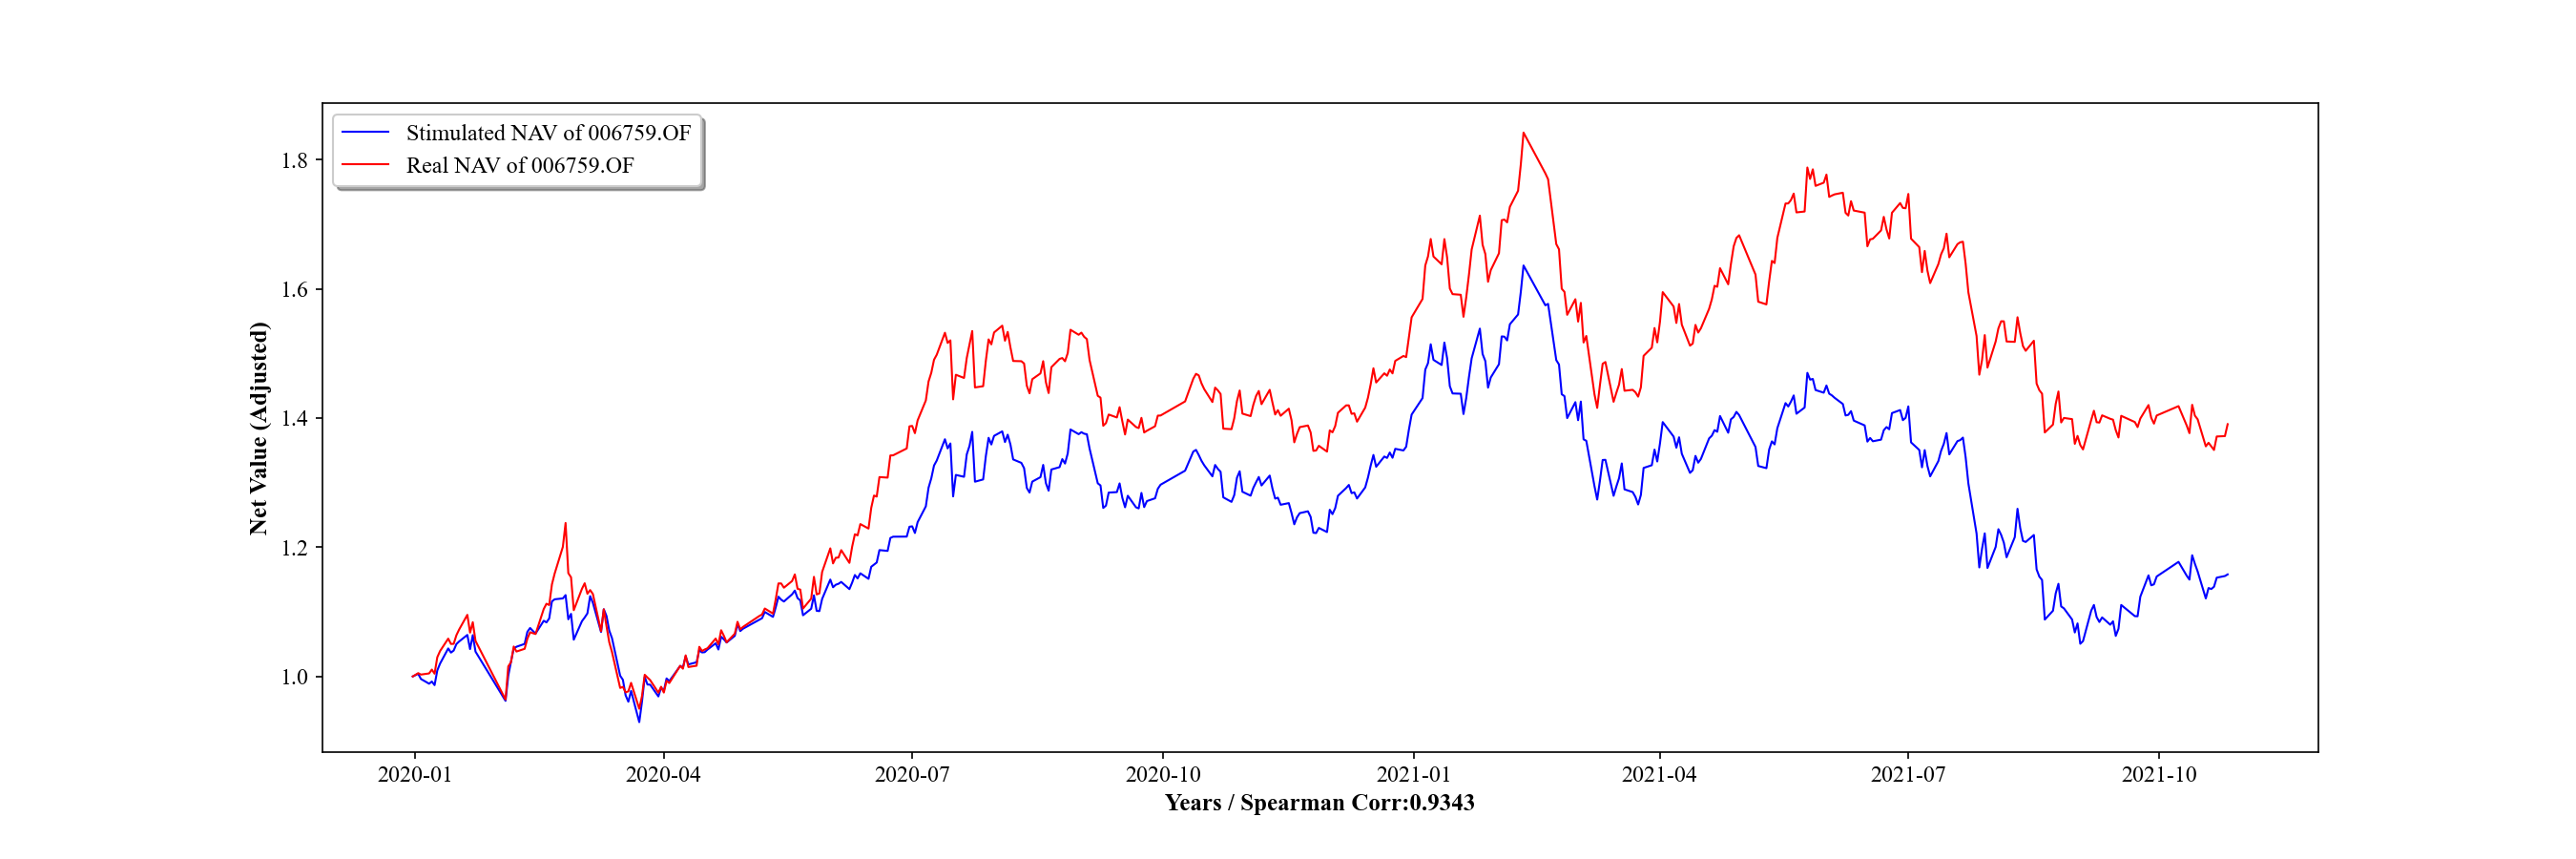 Stimulated NAV of 006759.OF
Real NAV of 006759.OF
Net Value (Adjusted)
1.8
1.6
1.4
1.2
1.0
2020-01 2020-04 2020-07 2020-10 2021-01 2021-04 2021-07 2021-10
Years / Spearman Corr:0.9343